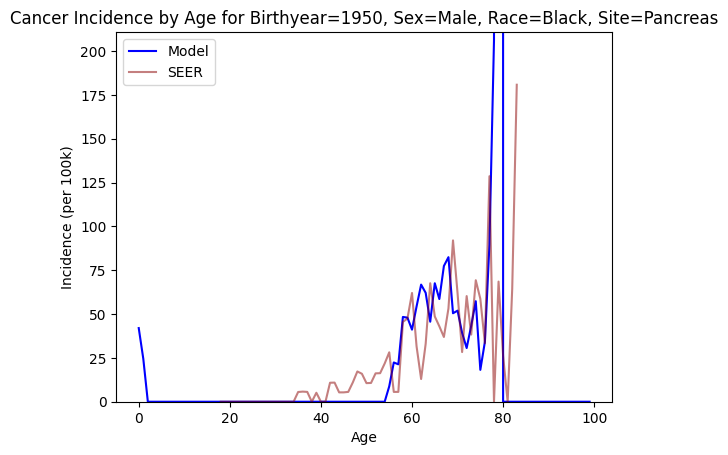 Cancer Incidence by Age for Birthyear=1950, Sex=Male, Race=Black, Site=Pancreas
Model
SEER
Incidence (per 100k)
200
175
150
125
100
75
50
25
0
0 20 40 60 80 100
Age